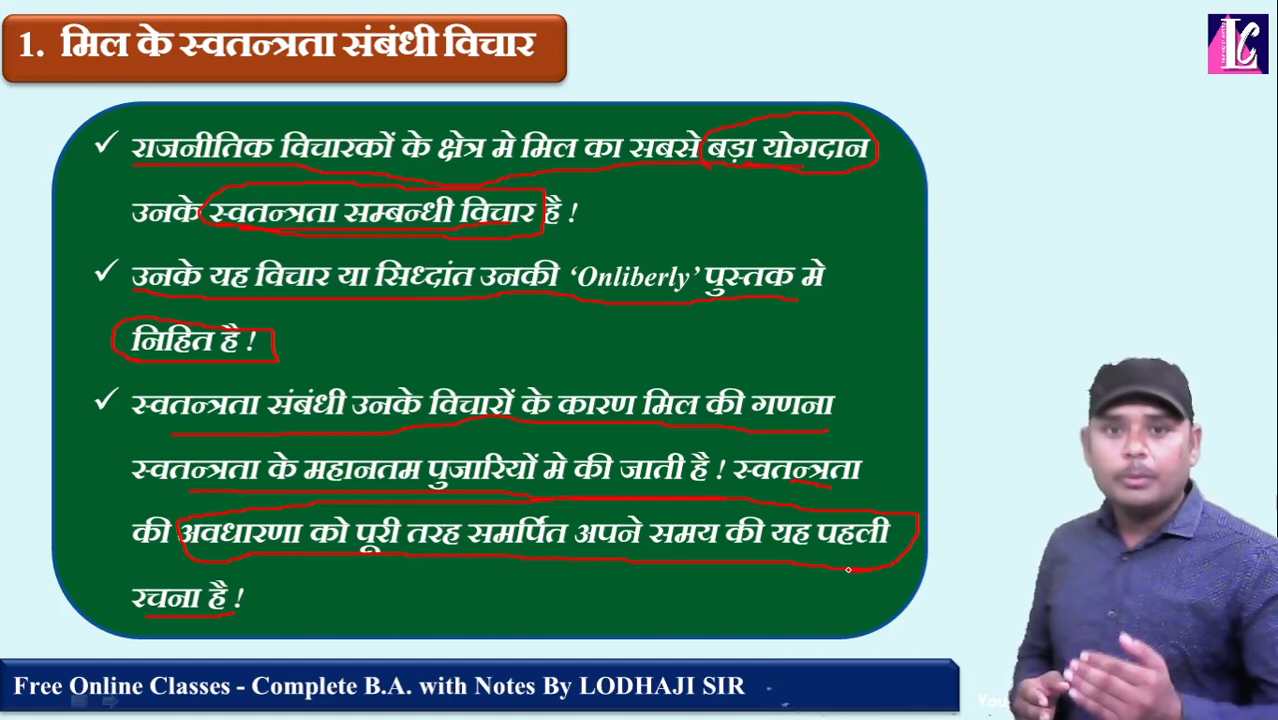 1. मिल के स्वतन्त्रता संबंधी विचार
LC
✓ राजनीतिक विचारकों के क्षेत्र मे मिल का सबसे बड़ा योगदान
उनके स्वतन्त्रता सम्बन्धी विचार है !
✓ उनके यह विचार या सिध्दांत उनकी ‘Onliberly’ पुस्तक मे
निहित है !
✓ स्वतन्त्रता संबंधी उनके विचारों के कारण मिल की गणना
स्वतन्त्रता के महानतम पुजारियों मे की जाती है ! स्वतन्त्रता
की अवधारणा को पूरी तरह समर्पित अपने समय की यह पहली
रचना है !
Free Online Classes - Complete B.A. with Notes By LODHAJI SIR
You